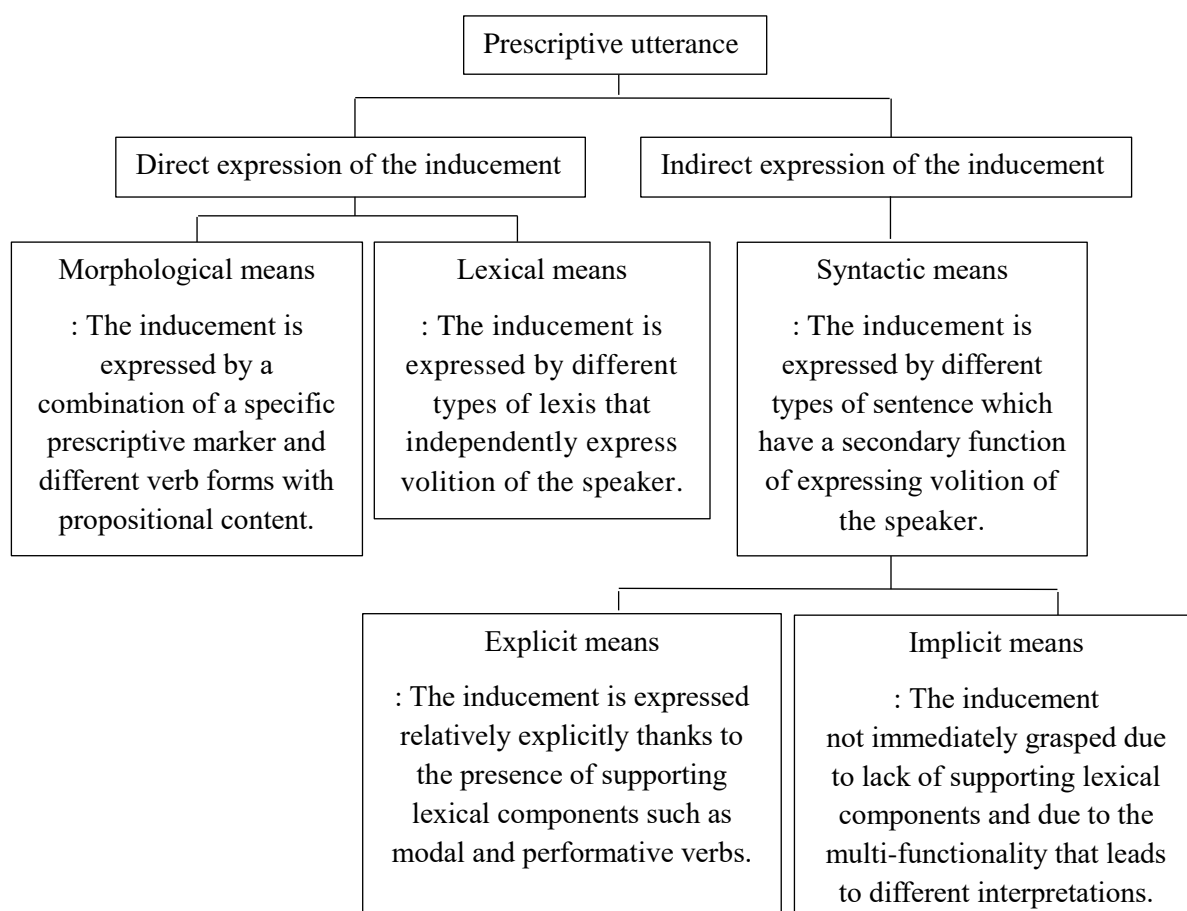 Prescriptive utterance
Direct expression of the inducement
Indirect expression of the inducement
Morphological means
: The inducement is
expressed by a
combination of a specific
prescriptive marker and
different verb forms with
propositional content.
Lexical means
: The inducement is
expressed by different
types of lexis that
independently express
volition of the speaker.
Syntactic means
: The inducement is
expressed by different
types of sentence which
have a secondary function
of expressing volition of
the speaker.
Explicit means
: The inducement is expressed
relatively explicitly thanks to
the presence of supporting
lexical components such as
modal and performative verbs.
Implicit means
: The inducement
not immediately grasped due
to lack of supporting lexical
components and due to the
multi-functionality that leads
to different interpretations.